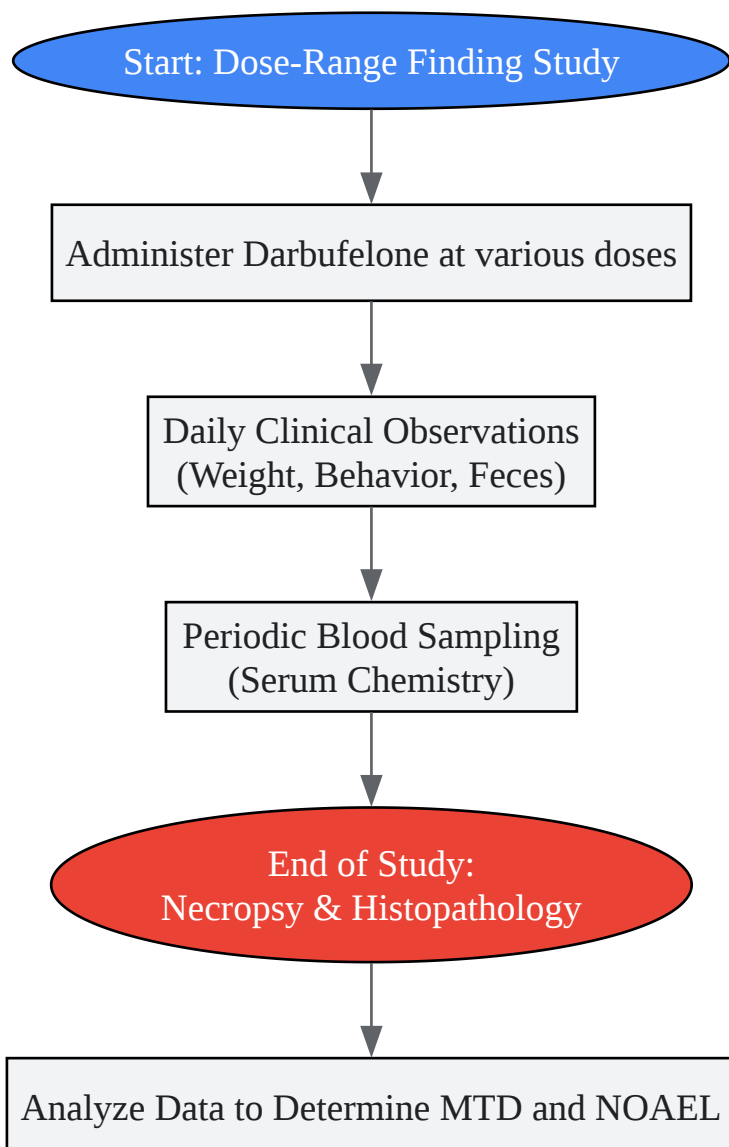 Start: Dose-Range Finding Study
Administer Darbufelone at various doses
Daily Clinical Observations
(Weight, Behavior, Feces)
Periodic Blood Sampling
(Serum Chemistry)
End of Study:
Necropsy & Histopathology
Analyze Data to Determine MTD and NOAEL